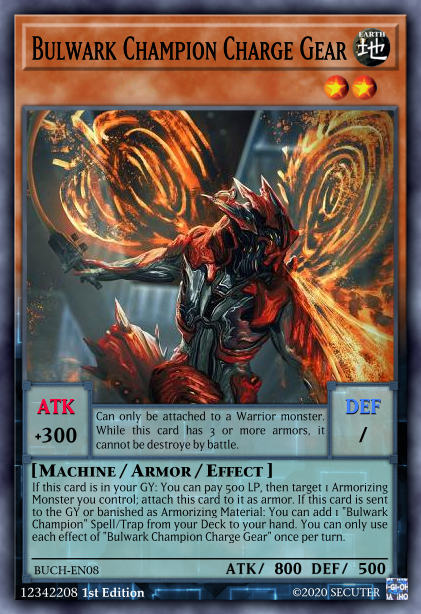 Bulwark Champion Charge Gear
EARTH
地
ATK
+300
Can only be attached to a Warrior monster.
While this card has 3 or more armors, it
cannot be destroye by battle.
DEF
/
[Machine / Armor / Effect]
If this card is in your GY: You can pay 500 LP, then target 1 Armorizing
Monster you control; attach this card to it as armor. If this card is sent
to the GY or banished as Armorizing Material: You can add 1 "Bulwark
Champion" Spell/Trap from your Deck to your hand. You can only use
each effect of "Bulwark Champion Charge Gear" once per turn.
BUCH-EN08
ATK/ 800 DEF/ 500
12342208 1st Edition
©2020 SECUTER